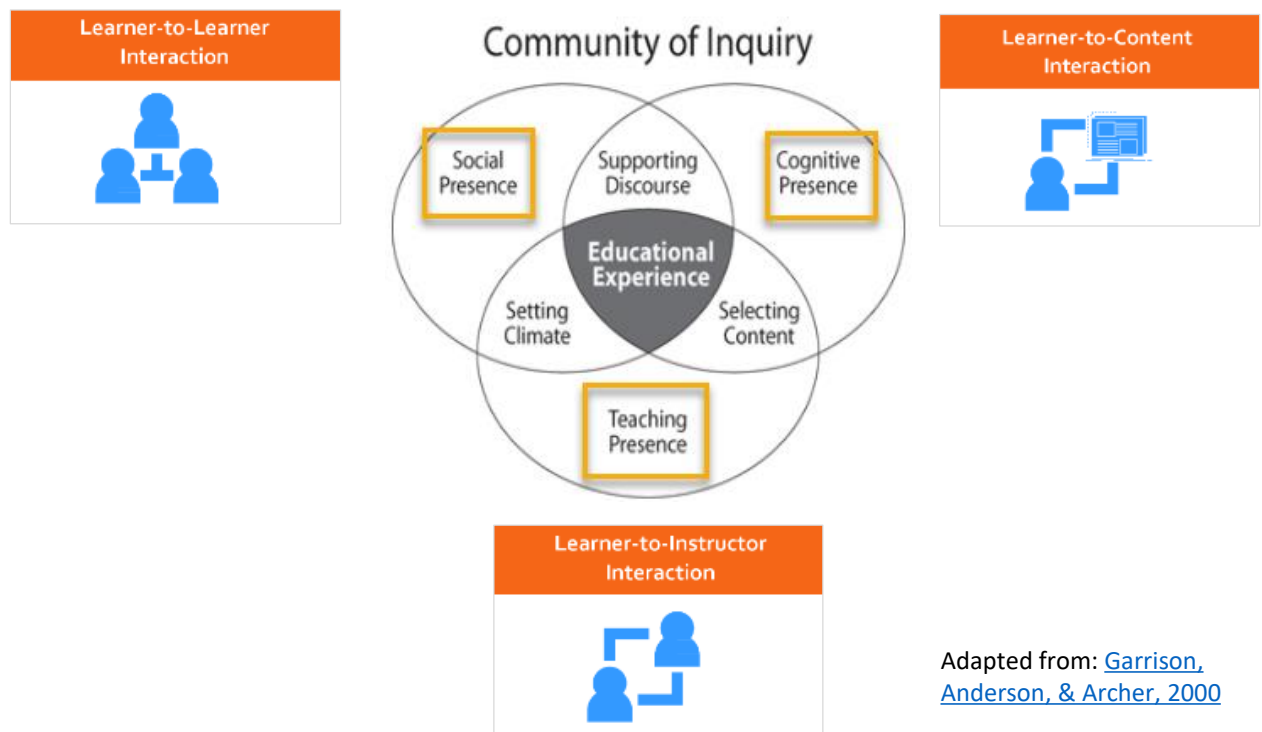 Learner-to-Learner
Interaction
Community of Inquiry
Learner-to-Content
Interaction
Social
Presence
Supporting
Discourse
Cognitive
Presence
Educational
Experience
Setting
Climate
Selecting
Content
Teaching
Presence
Learner-to-Instructor
Interaction
Adapted from: Garrison,
Anderson, & Archer, 2000